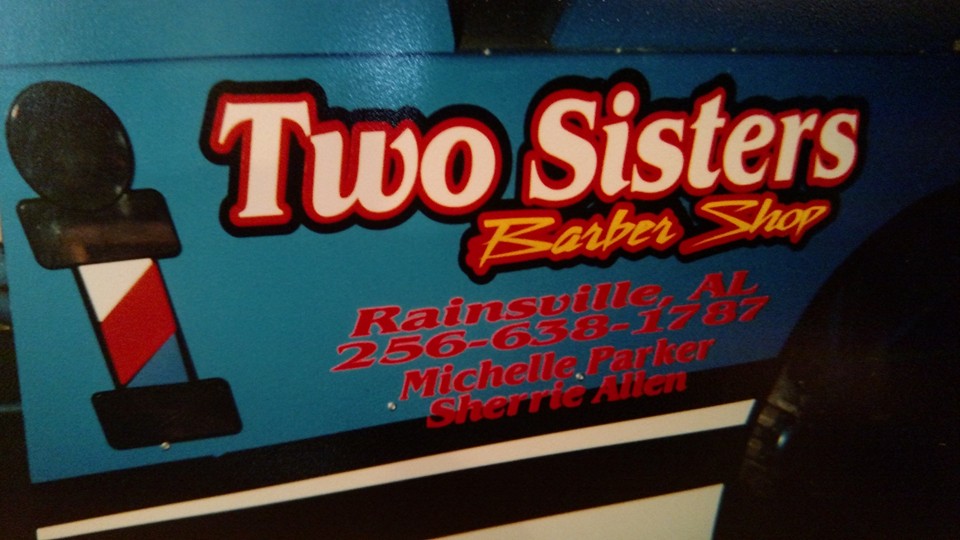 Two Sisters
Barber Shop
Rainsville, AL
256-638-1787
Michelle Parker
Sherrie Allen